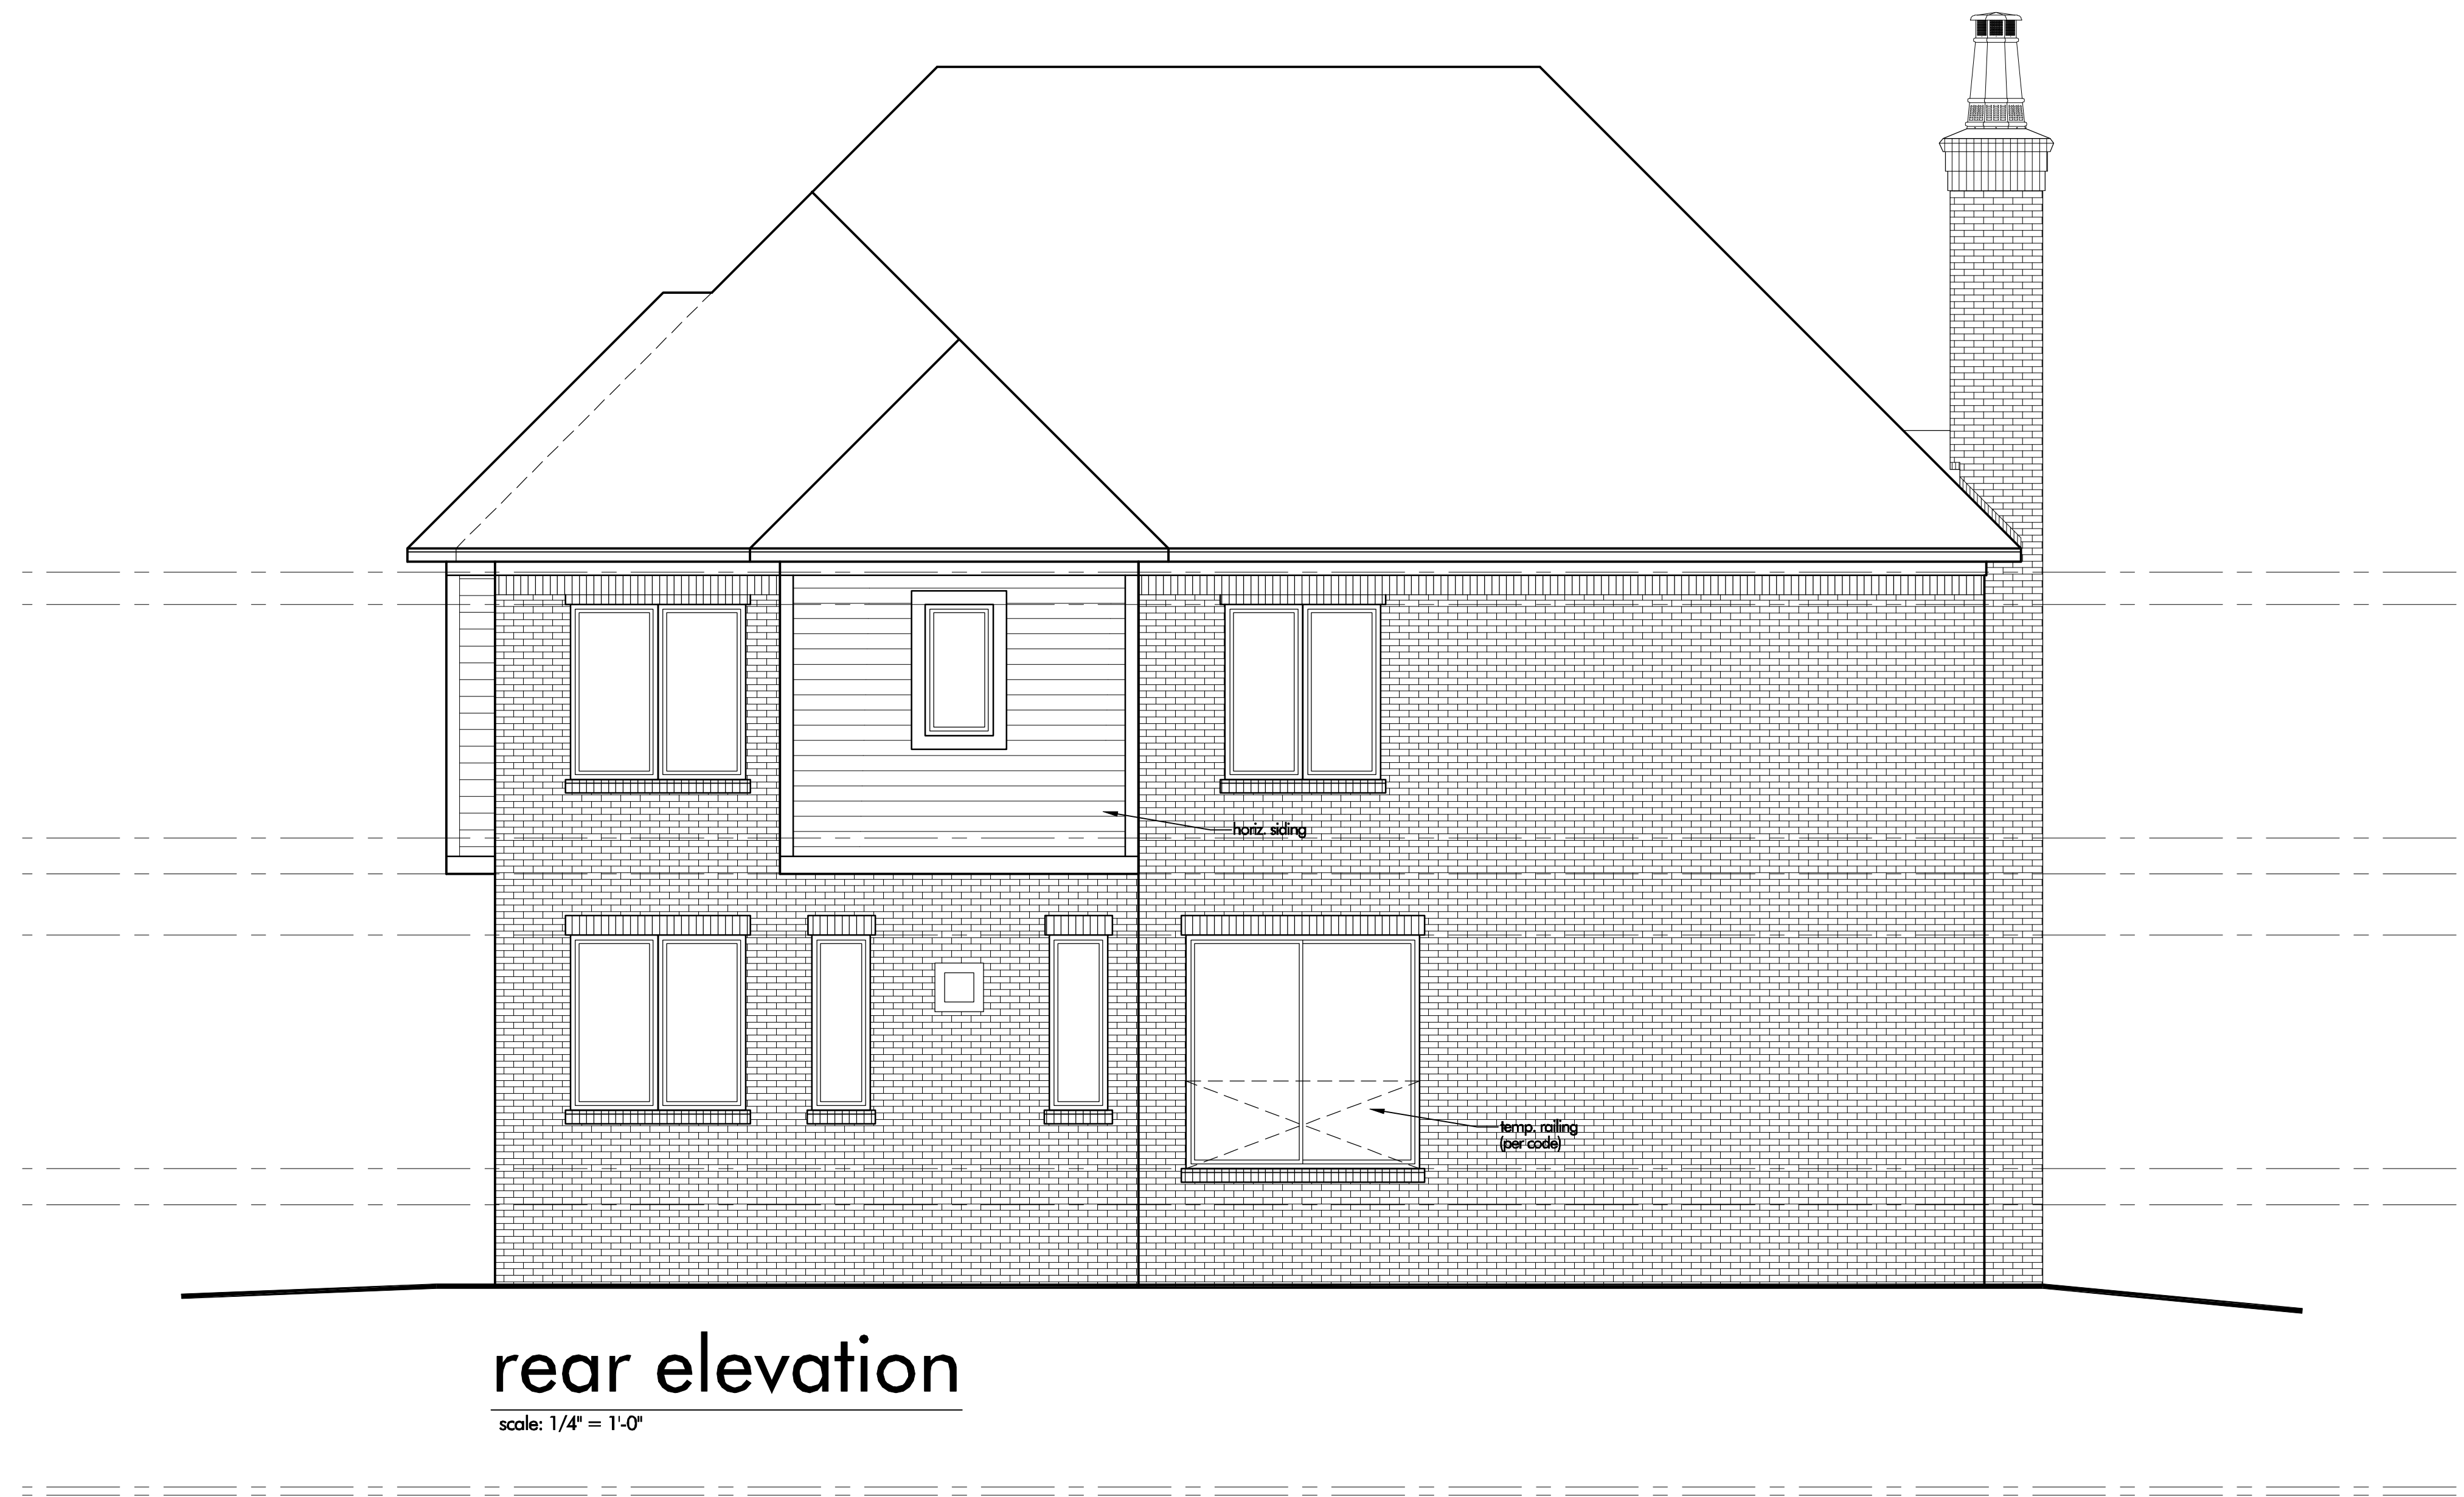 horiz. siding
temp. railing
(per code)
rear elevation
scale: 1/4" = 1'-0"